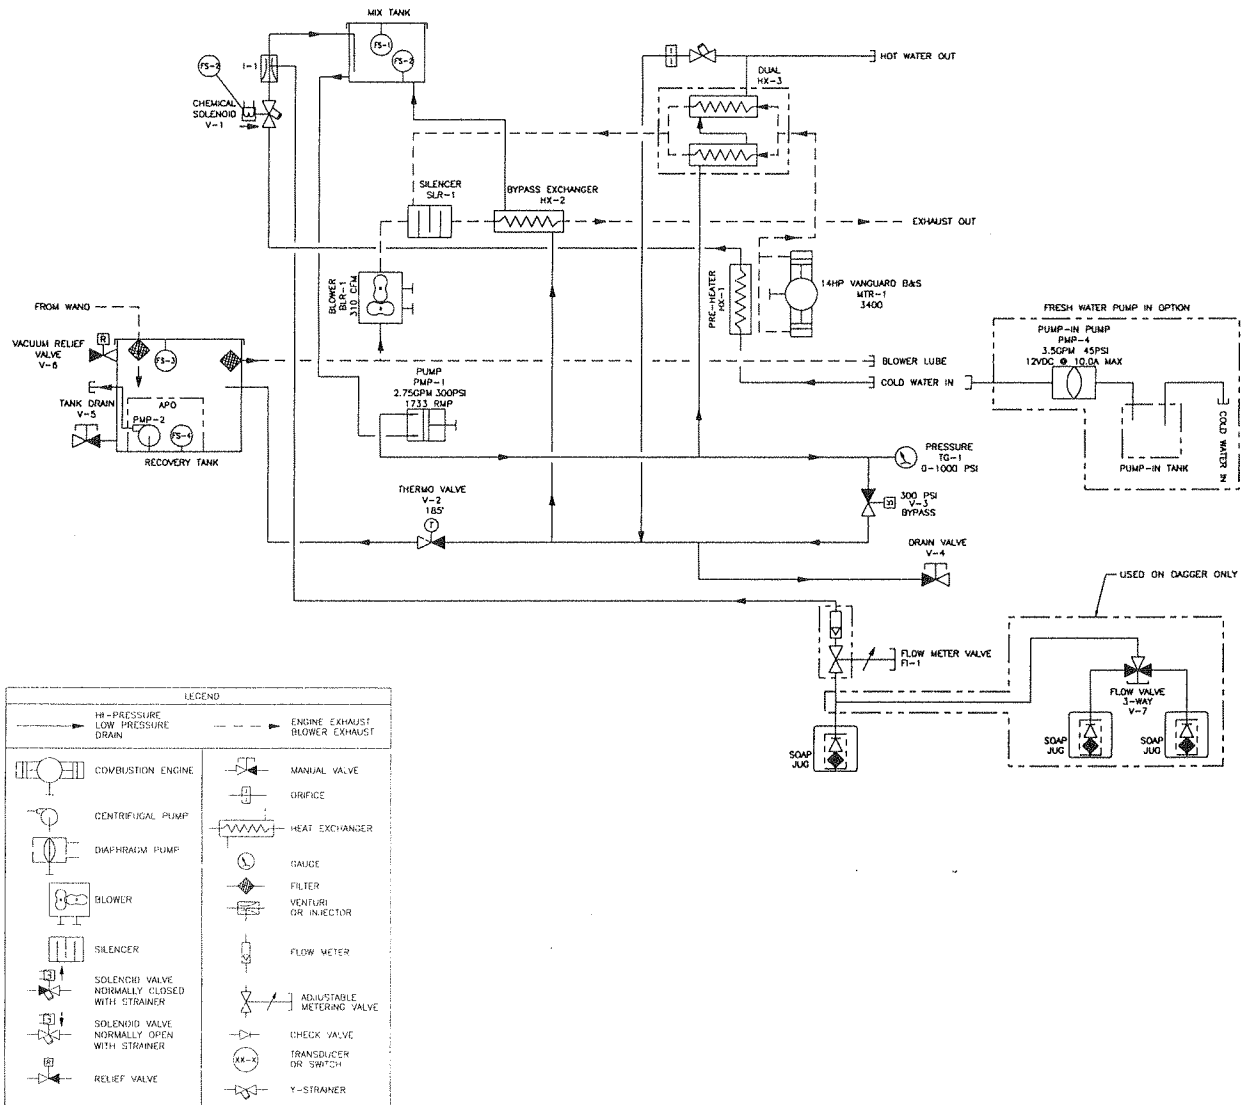 MIX TANK
FS-1
FS-2
FS-2
I-1
CHEMICAL
SOLENOID
V-1
HOT WATER OUT
DUAL
HX-3
SILENCER
SLR-1
BYPASS EXCHANGER
HX-2
EXHAUST OUT
BLOWER
BLR-1
310 CFM
PRE-HEATER
HX-1
14HP VANGUARD B&S
MTR-1
3400
FROM WAND
R
VACUUM RELIEF
VALVE
V-6
FS-3
TANK DRAIN
V-5
APO
PMP-2
FS-4
RECOVERY TANK
BLOWER LUBE
COLD WATER IN
PUMP
PMP-1
2.75GPM 300PSI
1733 RMP
FRESH WATER PUMP IN OPTION
PUMP-IN PUMP
PMP-4
3.5GPM 45PSI
12VDC @ 10.0A MAX
PUMP-IN TANK
COLD WATER IN
PRESSURE
TG-1
0-1000 PSI
300 PSI
V-3
BYPASS
R
THERMO VALVE
V-2
185°
T
DRAIN VALVE
V-4
USED ON DAGGER ONLY
FLOW METER VALVE
FI-1
FLOW VALVE
3-WAY
V-7
SOAP
JUG
SOAP
JUG
SOAP
JUG
LEGEND
HI-PRESSURE
LOW PRESSURE
DRAIN
ENGINE EXHAUST
BLOWER EXHAUST
COMBUSTION ENGINE
CENTRIFUGAL PUMP
DIAPHRAGM PUMP
BLOWER
SILENCER
SOLENOID VALVE
NORMALLY CLOSED
WITH STRAINER
SOLENOID VALVE
NORMALLY OPEN
WITH STRAINER
R
RELIEF VALVE
MANUAL VALVE
ORIFICE
HEAT EXCHANGER
GAUGE
FILTER
VENTURI
OR INJECTOR
FLOW METER
ADJUSTABLE
METERING VALVE
CHECK VALVE
XX-X
TRANSDUCER
OR SWITCH
Y-STRAINER